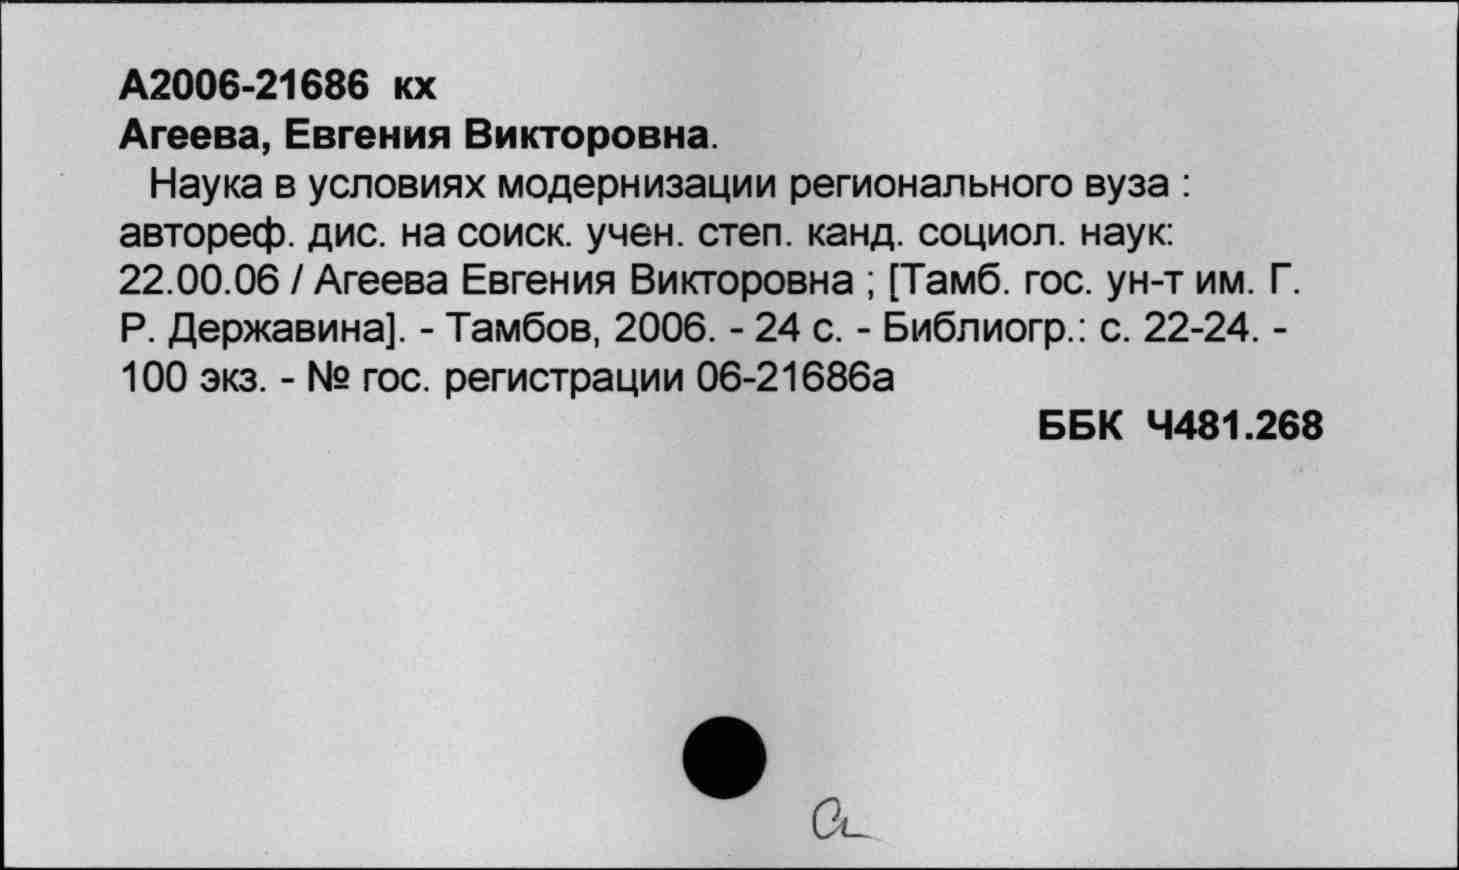 А2006-21686 кх
Агеева, Евгения Викторовна.
Наука в условиях модернизации регионального вуза :
автореф. дис. на соиск. учен. степ. канд. социол. наук:
22.00.06 / Агеева Евгения Викторовна ; [Тамб. гос. ун-т им. Г.
Р. Державина]. - Тамбов, 2006. - 24 с. - Библиогр.: с. 22-24. -
100 экз. - № гос. регистрации 06-21686а
ББК Ч481.268